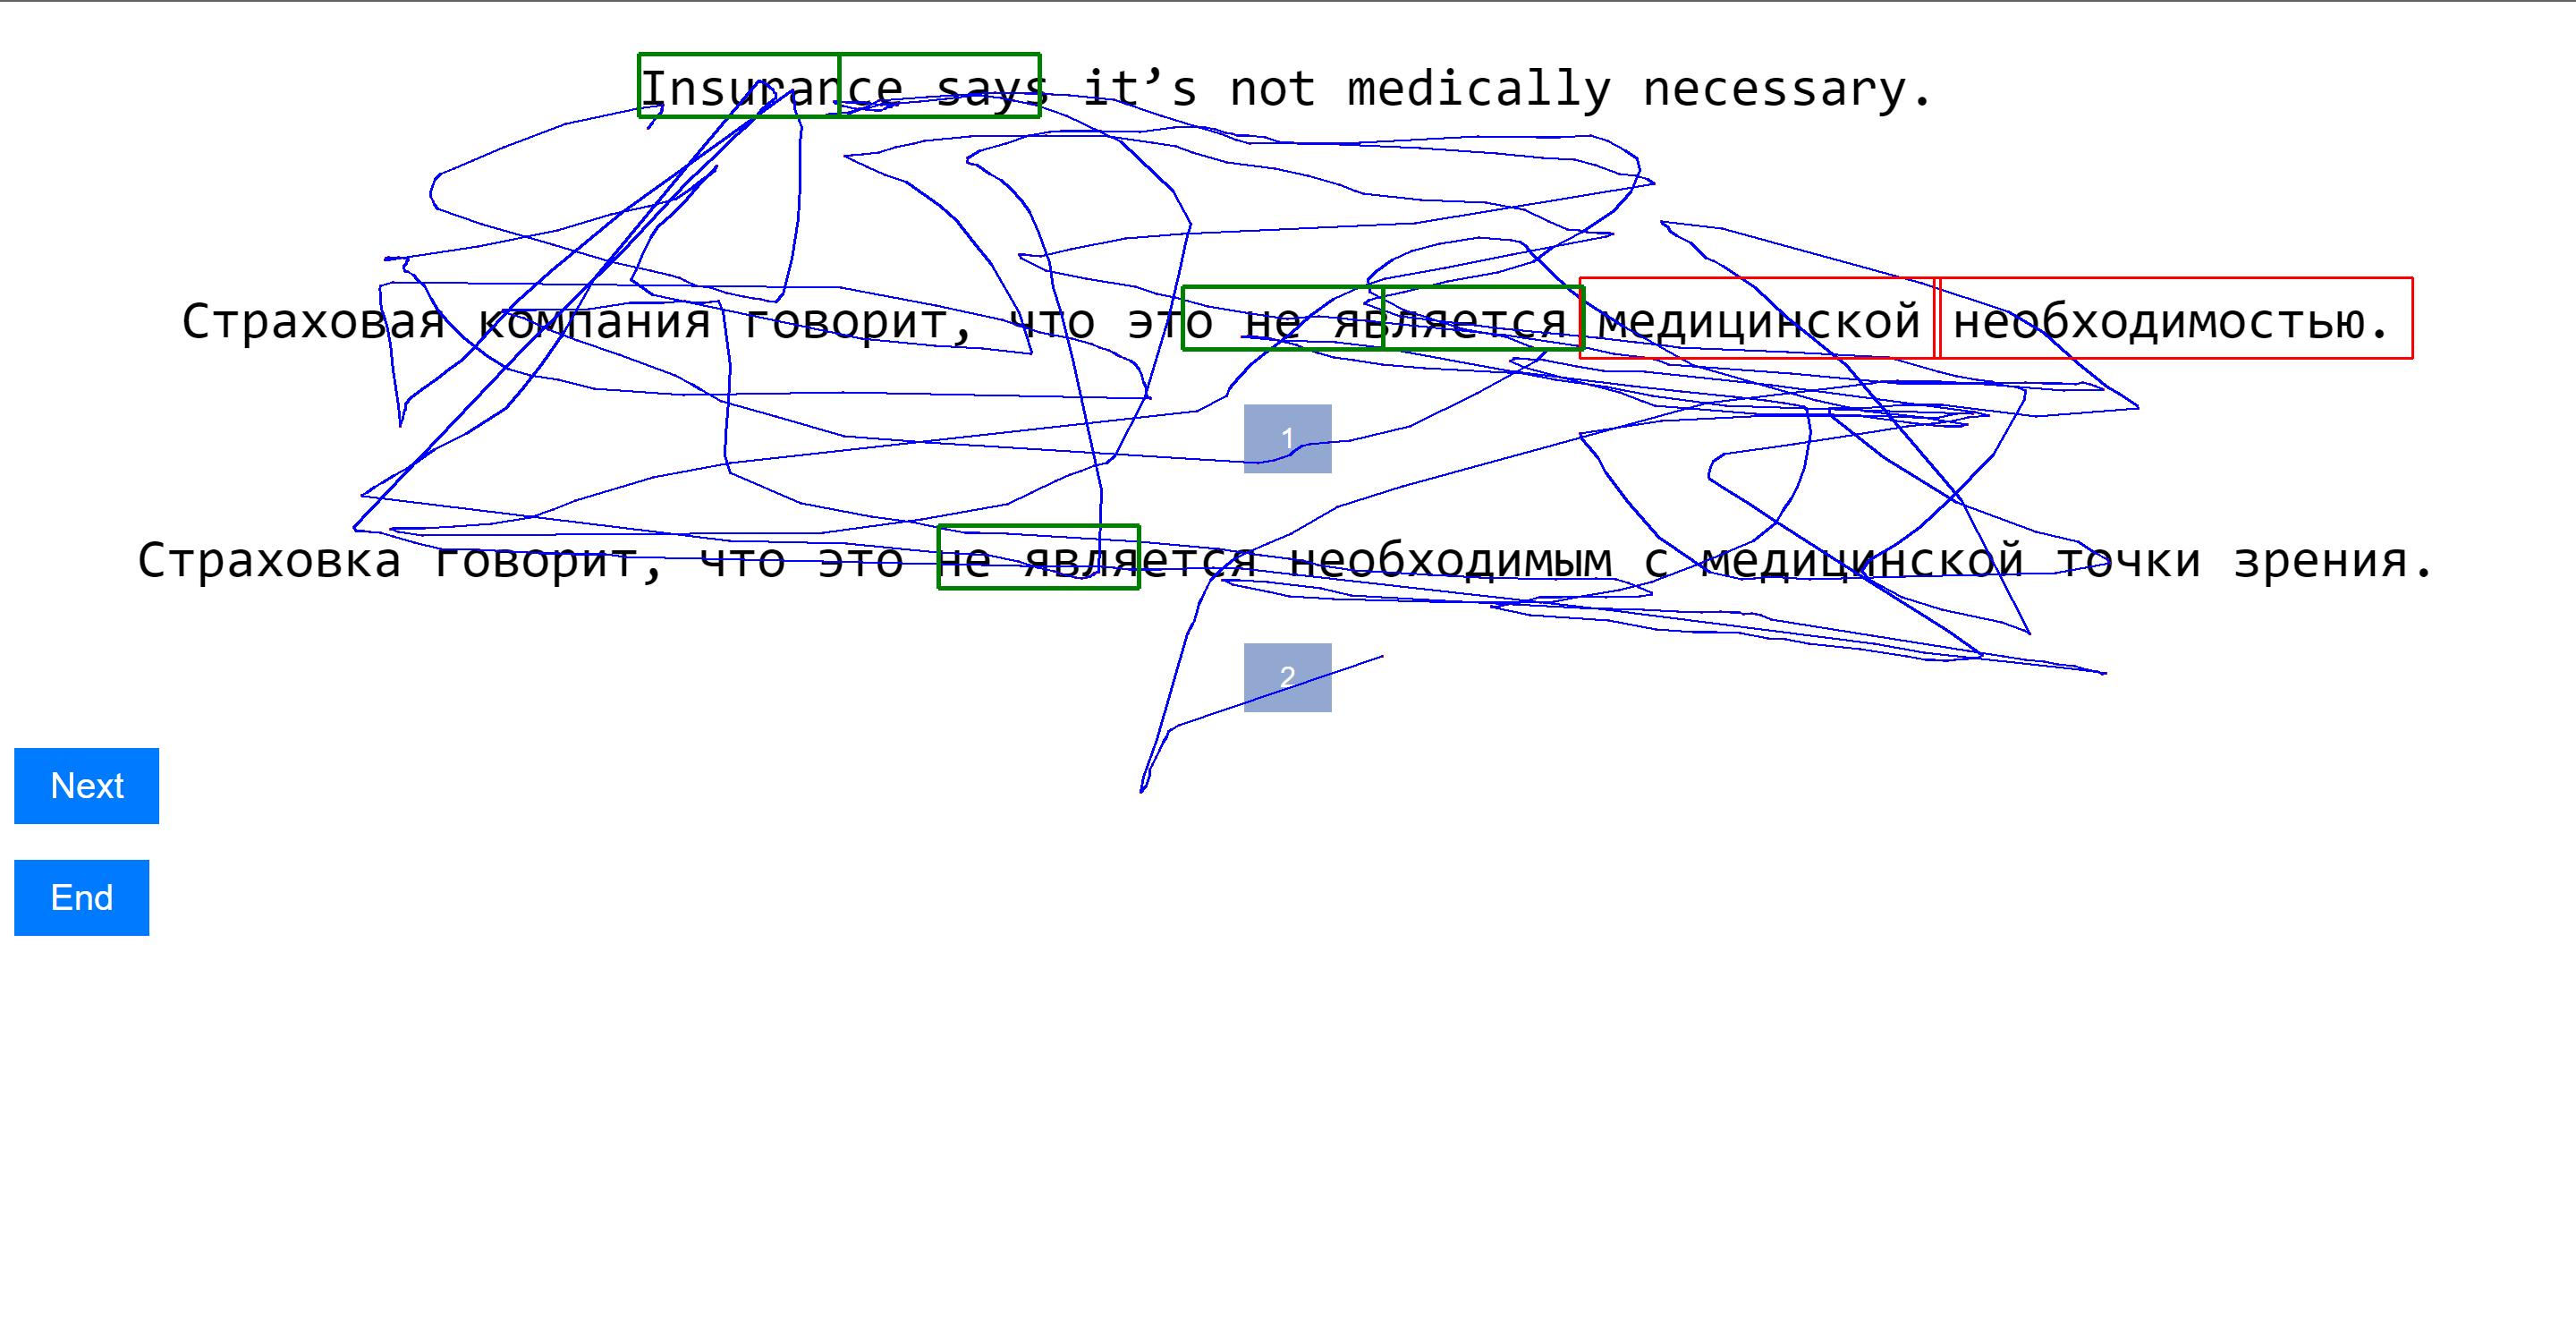 Insurance says it’s not medically necessary.
Страховая компания говорит, что это не является медицинской необходимостью.
1
Страховка говорит, что это не является необходимым с медицинской точки зрения.
2
Next
End